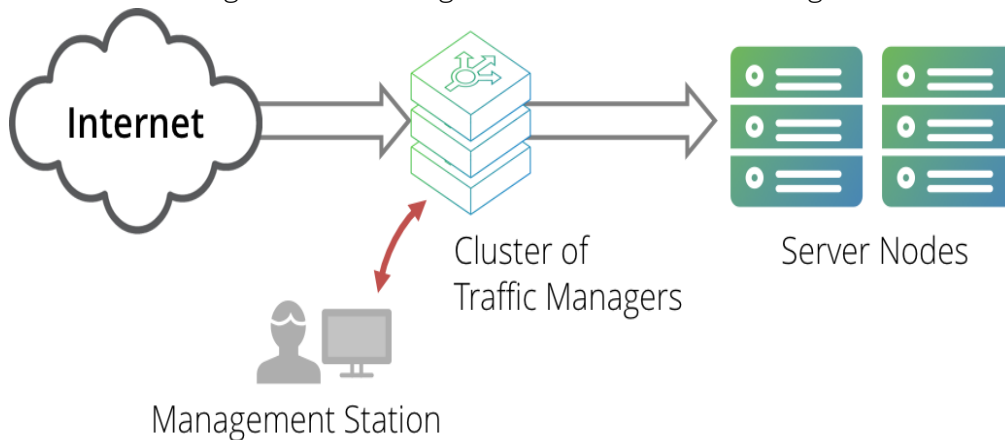 Internet
Cluster of
Traffic Managers
Server Nodes
Management Station